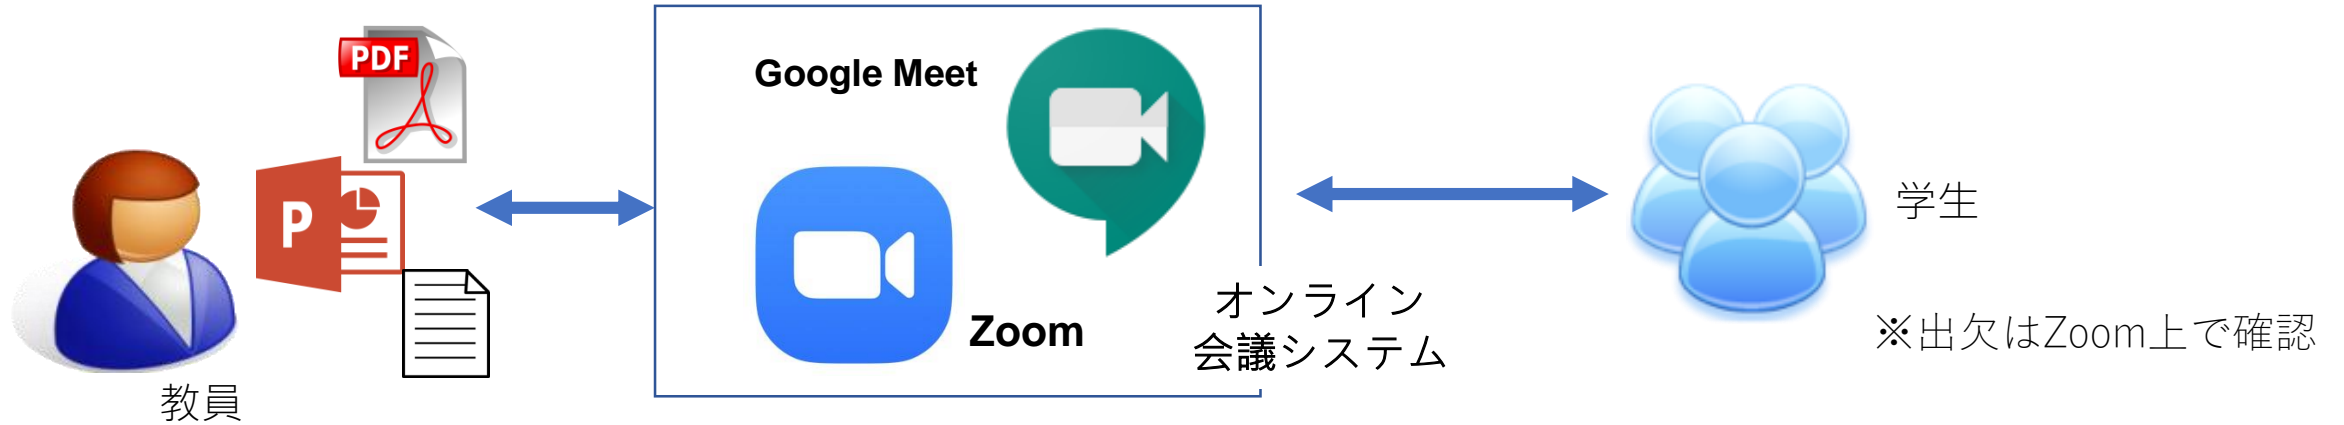 PDF
P
教員
Google Meet
Zoom
オンライン
会議システム
学生
※出欠はZoom上で確認